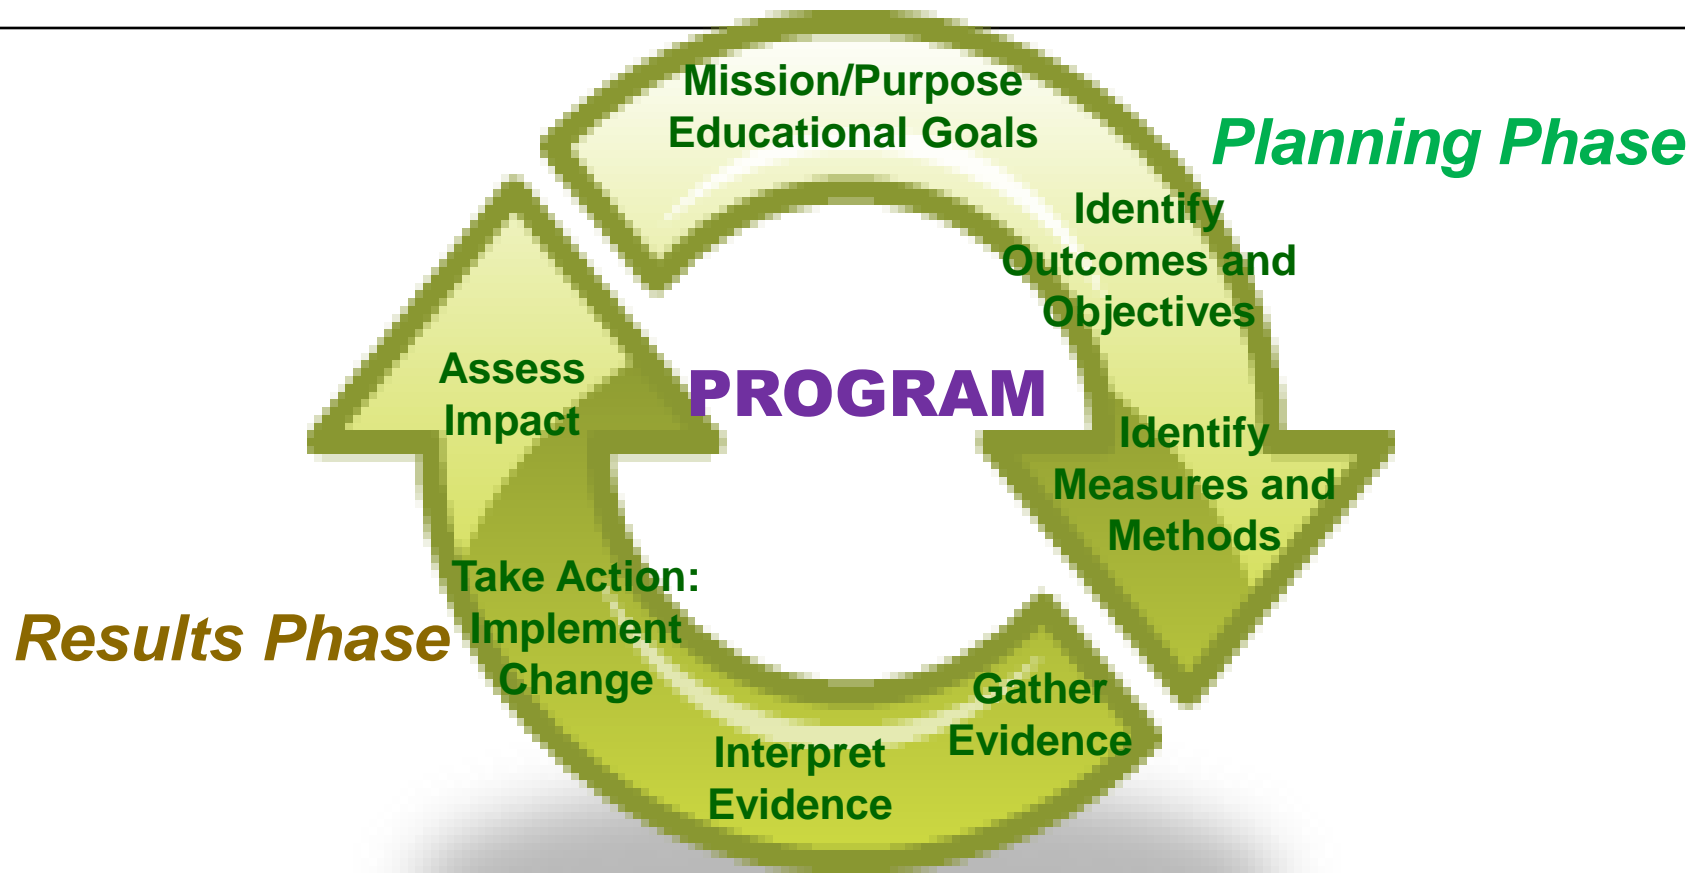 Mission/Purpose
Educational Goals
Planning Phase
Identify
Outcomes and
Objectives
PROGRAM
Identify
Measures and
Methods
Gather
Evidence
Interpret
Evidence
Results Phase
Take Action:
Implement
Change
Assess
Impact